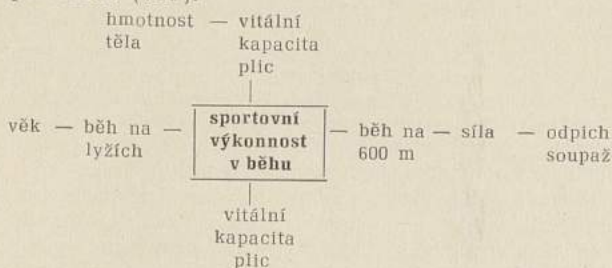 hmotnost — vitální
těla kapacita
plic
věk — běh na — sportovní výkonnost v běhu — běh na — síla — odpich
lyžích 600 m soupaž
vitální
kapacita
plic